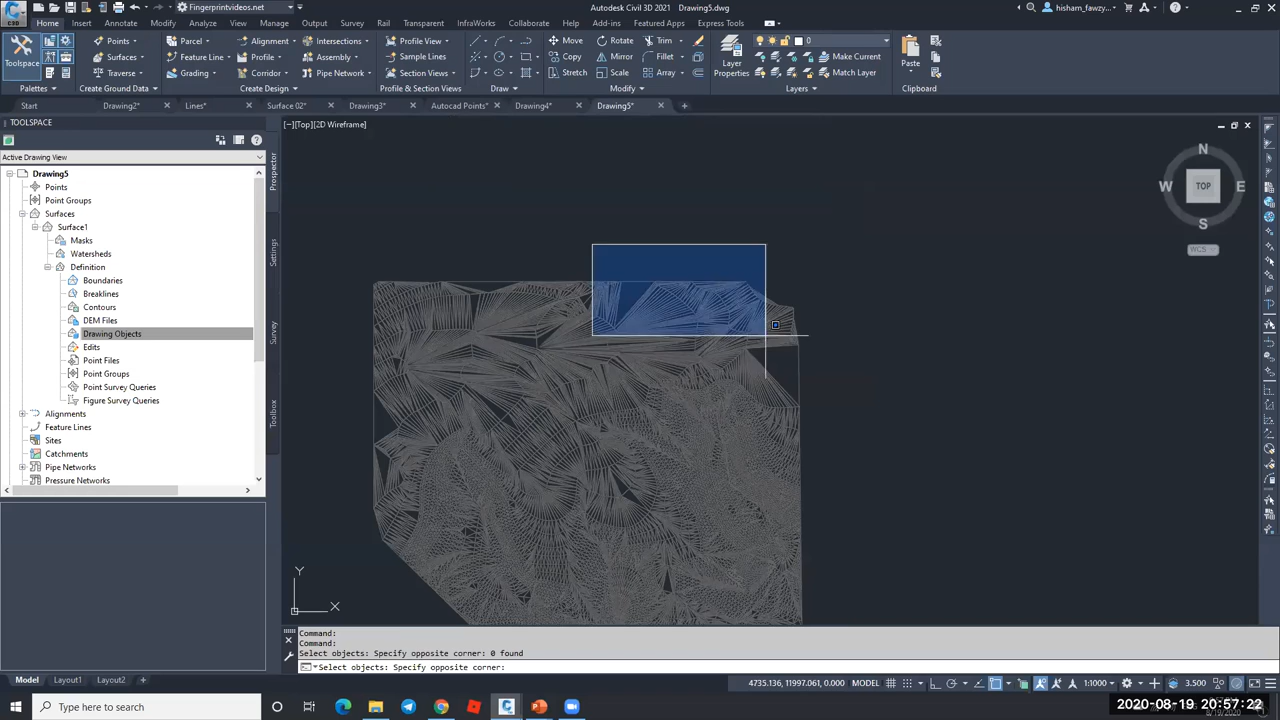 Fingerprintvideos.net
Autodesk Civil 3D 2021 Drawing5.dwg
hisham_fawzy...
C3D
Home Insert Annotate Modify Analyze View Manage Output Survey Rail Transparent InfraWorks Collaborate Help Add-ins Featured Apps Express Tools
Points Parcel Alignment Intersections Profile View Move Rotate Trim 0
Toolspace Surfaces Feature Line Profile Assembly Sample Lines Copy Mirror Fillet Layer Properties Make Current Paste
Traverse Grading Corridor Pipe Network Section Views Stretch Scale Array Match Layer
Palettes Create Ground Data Create Design Profile & Section Views Draw Modify Layers Clipboard
Start Drawing2* Lines* Surface 02* Drawing3* Autocad Points* Drawing4* Drawing5*
TOOLSPACE
[−][Top][2D Wireframe]
Active Drawing View
Drawing5
Points
Point Groups
Surfaces
Surface1
Masks
Watersheds
Definition
Boundaries
Breaklines
Contours
DEM Files
Drawing Objects
Edits
Point Files
Point Groups
Point Survey Queries
Figure Survey Queries
Alignments
Feature Lines
Sites
Catchments
Pipe Networks
Pressure Networks
Prospector
Settings
Survey
Toolbox
N
W TOP E
S
WCS
Y
X
Command:
Command:
Select objects: Specify opposite corner: 0 found
Select objects: Specify opposite corner:
Model Layout1 Layout2
4735.136, 11997.061, 0.000 MODEL 1:1000 3.500
Type here to search
2020-08-19 20:57:22